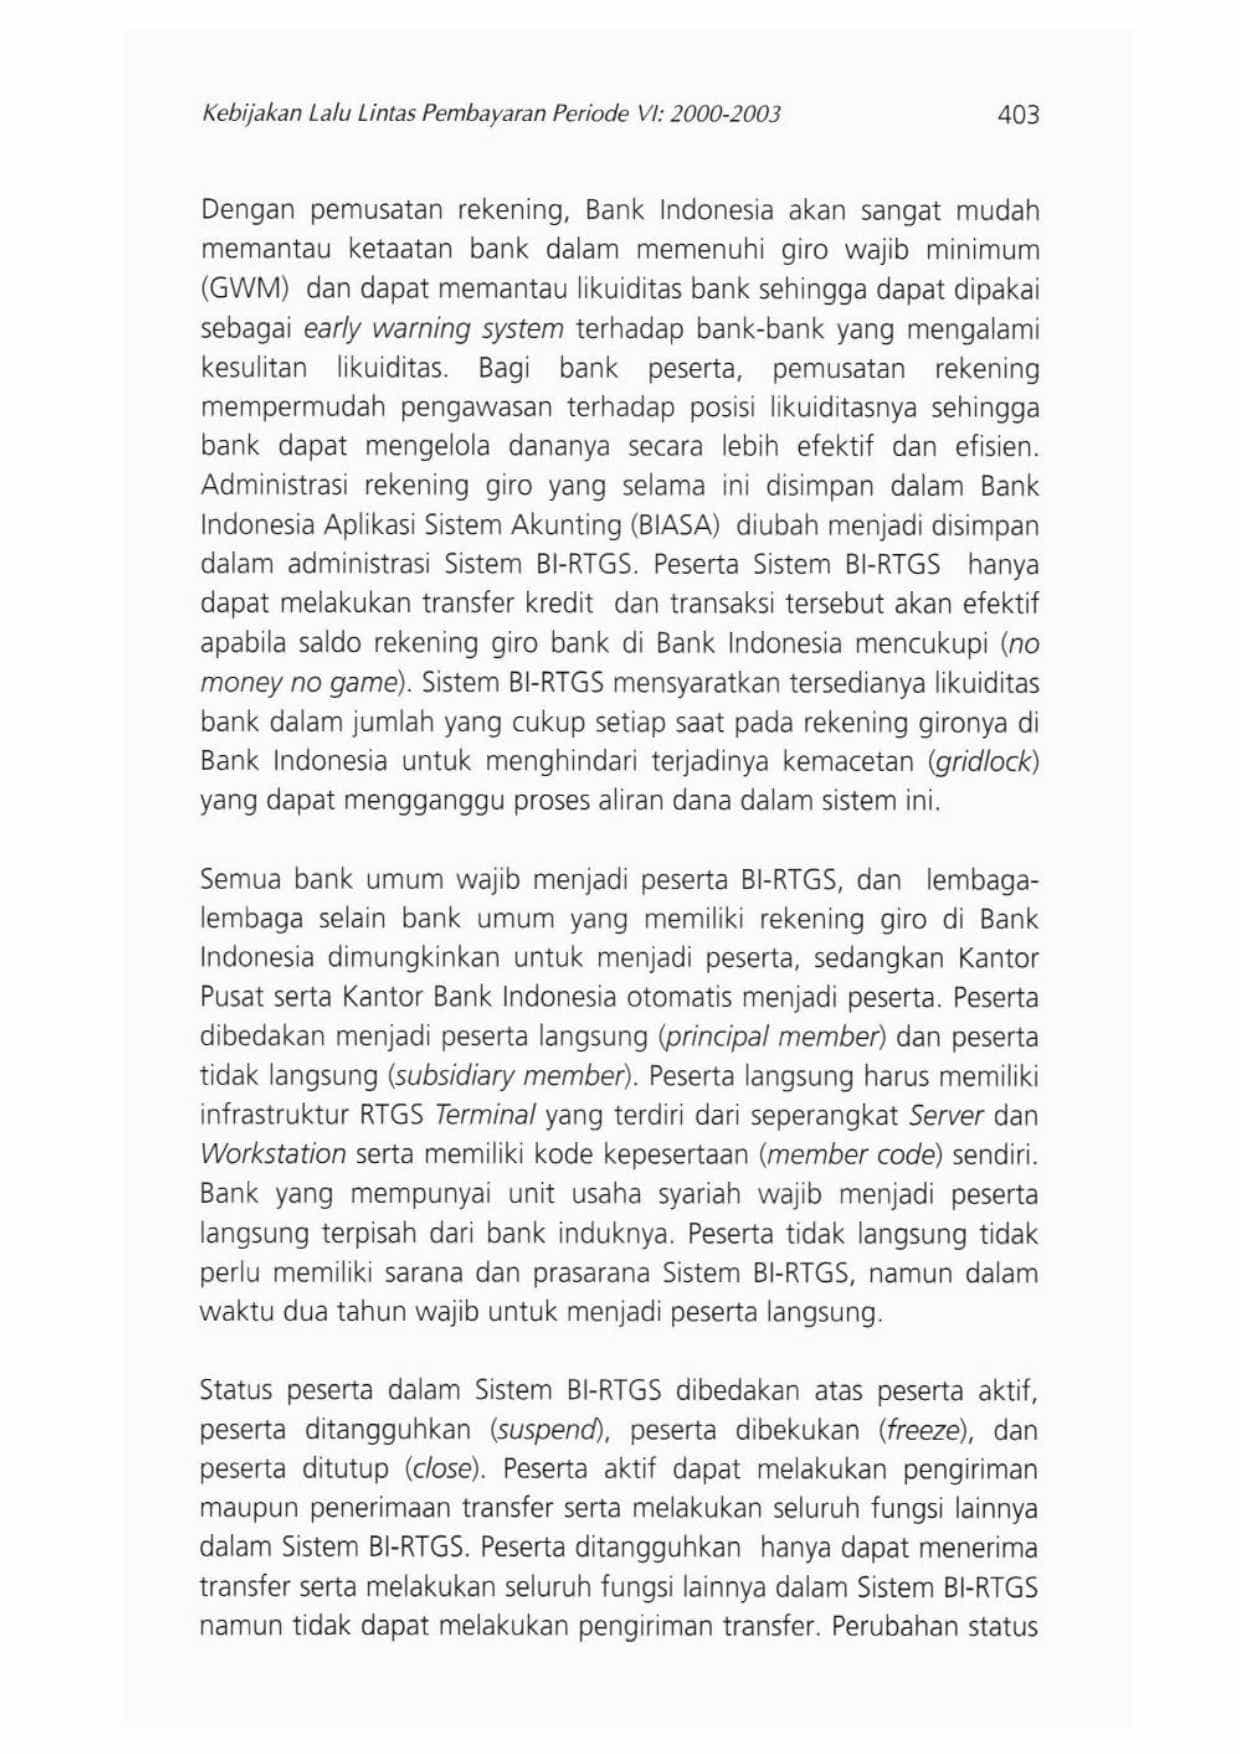 Kebijakan Lalu Lintas Pembayaran Periode VI: 2000-2003 403
Dengan pemusatan rekening, Bank Indonesia akan sangat mudah
memantau ketaatan bank dalam memenuhi giro wajib minimum
(GWM) dan dapat memantau likuiditas bank sehingga dapat dipakai
sebagai early warning system terhadap bank-bank yang mengalami
kesulitan likuiditas. Bagi bank peserta, pemusatan rekening
mempermudah pengawasan terhadap posisi likuiditasnya sehingga
bank dapat mengelola dananya secara lebih efektif dan efisien.
Administrasi rekening giro yang selama ini disimpan dalam Bank
Indonesia Aplikasi Sistem Akunting (BIASA) diubah menjadi disimpan
dalam administrasi Sistem BI-RTGS. Peserta Sistem BI-RTGS hanya
dapat melakukan transfer kredit dan transaksi tersebut akan efektif
apabila saldo rekening giro bank di Bank Indonesia mencukupi (no
money no game). Sistem BI-RTGS mensyaratkan tersedianya likuiditas
bank dalam jumlah yang cukup setiap saat pada rekening gironya di
Bank Indonesia untuk menghindari terjadinya kemacetan (gridlock)
yang dapat mengganggu proses aliran dana dalam sistem ini.
Semua bank umum wajib menjadi peserta BI-RTGS, dan lembaga-
lembaga selain bank umum yang memiliki rekening giro di Bank
Indonesia dimungkinkan untuk menjadi peserta, sedangkan Kantor
Pusat serta Kantor Bank Indonesia otomatis menjadi peserta. Peserta
dibedakan menjadi peserta langsung (principal member) dan peserta
tidak langsung (subsidiary member). Peserta langsung harus memiliki
infrastruktur RTGS Terminal yang terdiri dari seperangkat Server dan
Workstation serta memiliki kode kepesertaan (member code) sendiri.
Bank yang mempunyai unit usaha syariah wajib menjadi peserta
langsung terpisah dari bank induknya. Peserta tidak langsung tidak
perlu memiliki sarana dan prasarana Sistem BI-RTGS, namun dalam
waktu dua tahun wajib untuk menjadi peserta langsung.
Status peserta dalam Sistem BI-RTGS dibedakan atas peserta aktif,
peserta ditangguhkan (suspend), peserta dibekukan (freeze), dan
peserta ditutup (close). Peserta aktif dapat melakukan pengiriman
maupun penerimaan transfer serta melakukan seluruh fungsi lainnya
dalam Sistem BI-RTGS. Peserta ditangguhkan hanya dapat menerima
transfer serta melakukan seluruh fungsi lainnya dalam Sistem BI-RTGS
namun tidak dapat melakukan pengiriman transfer. Perubahan status